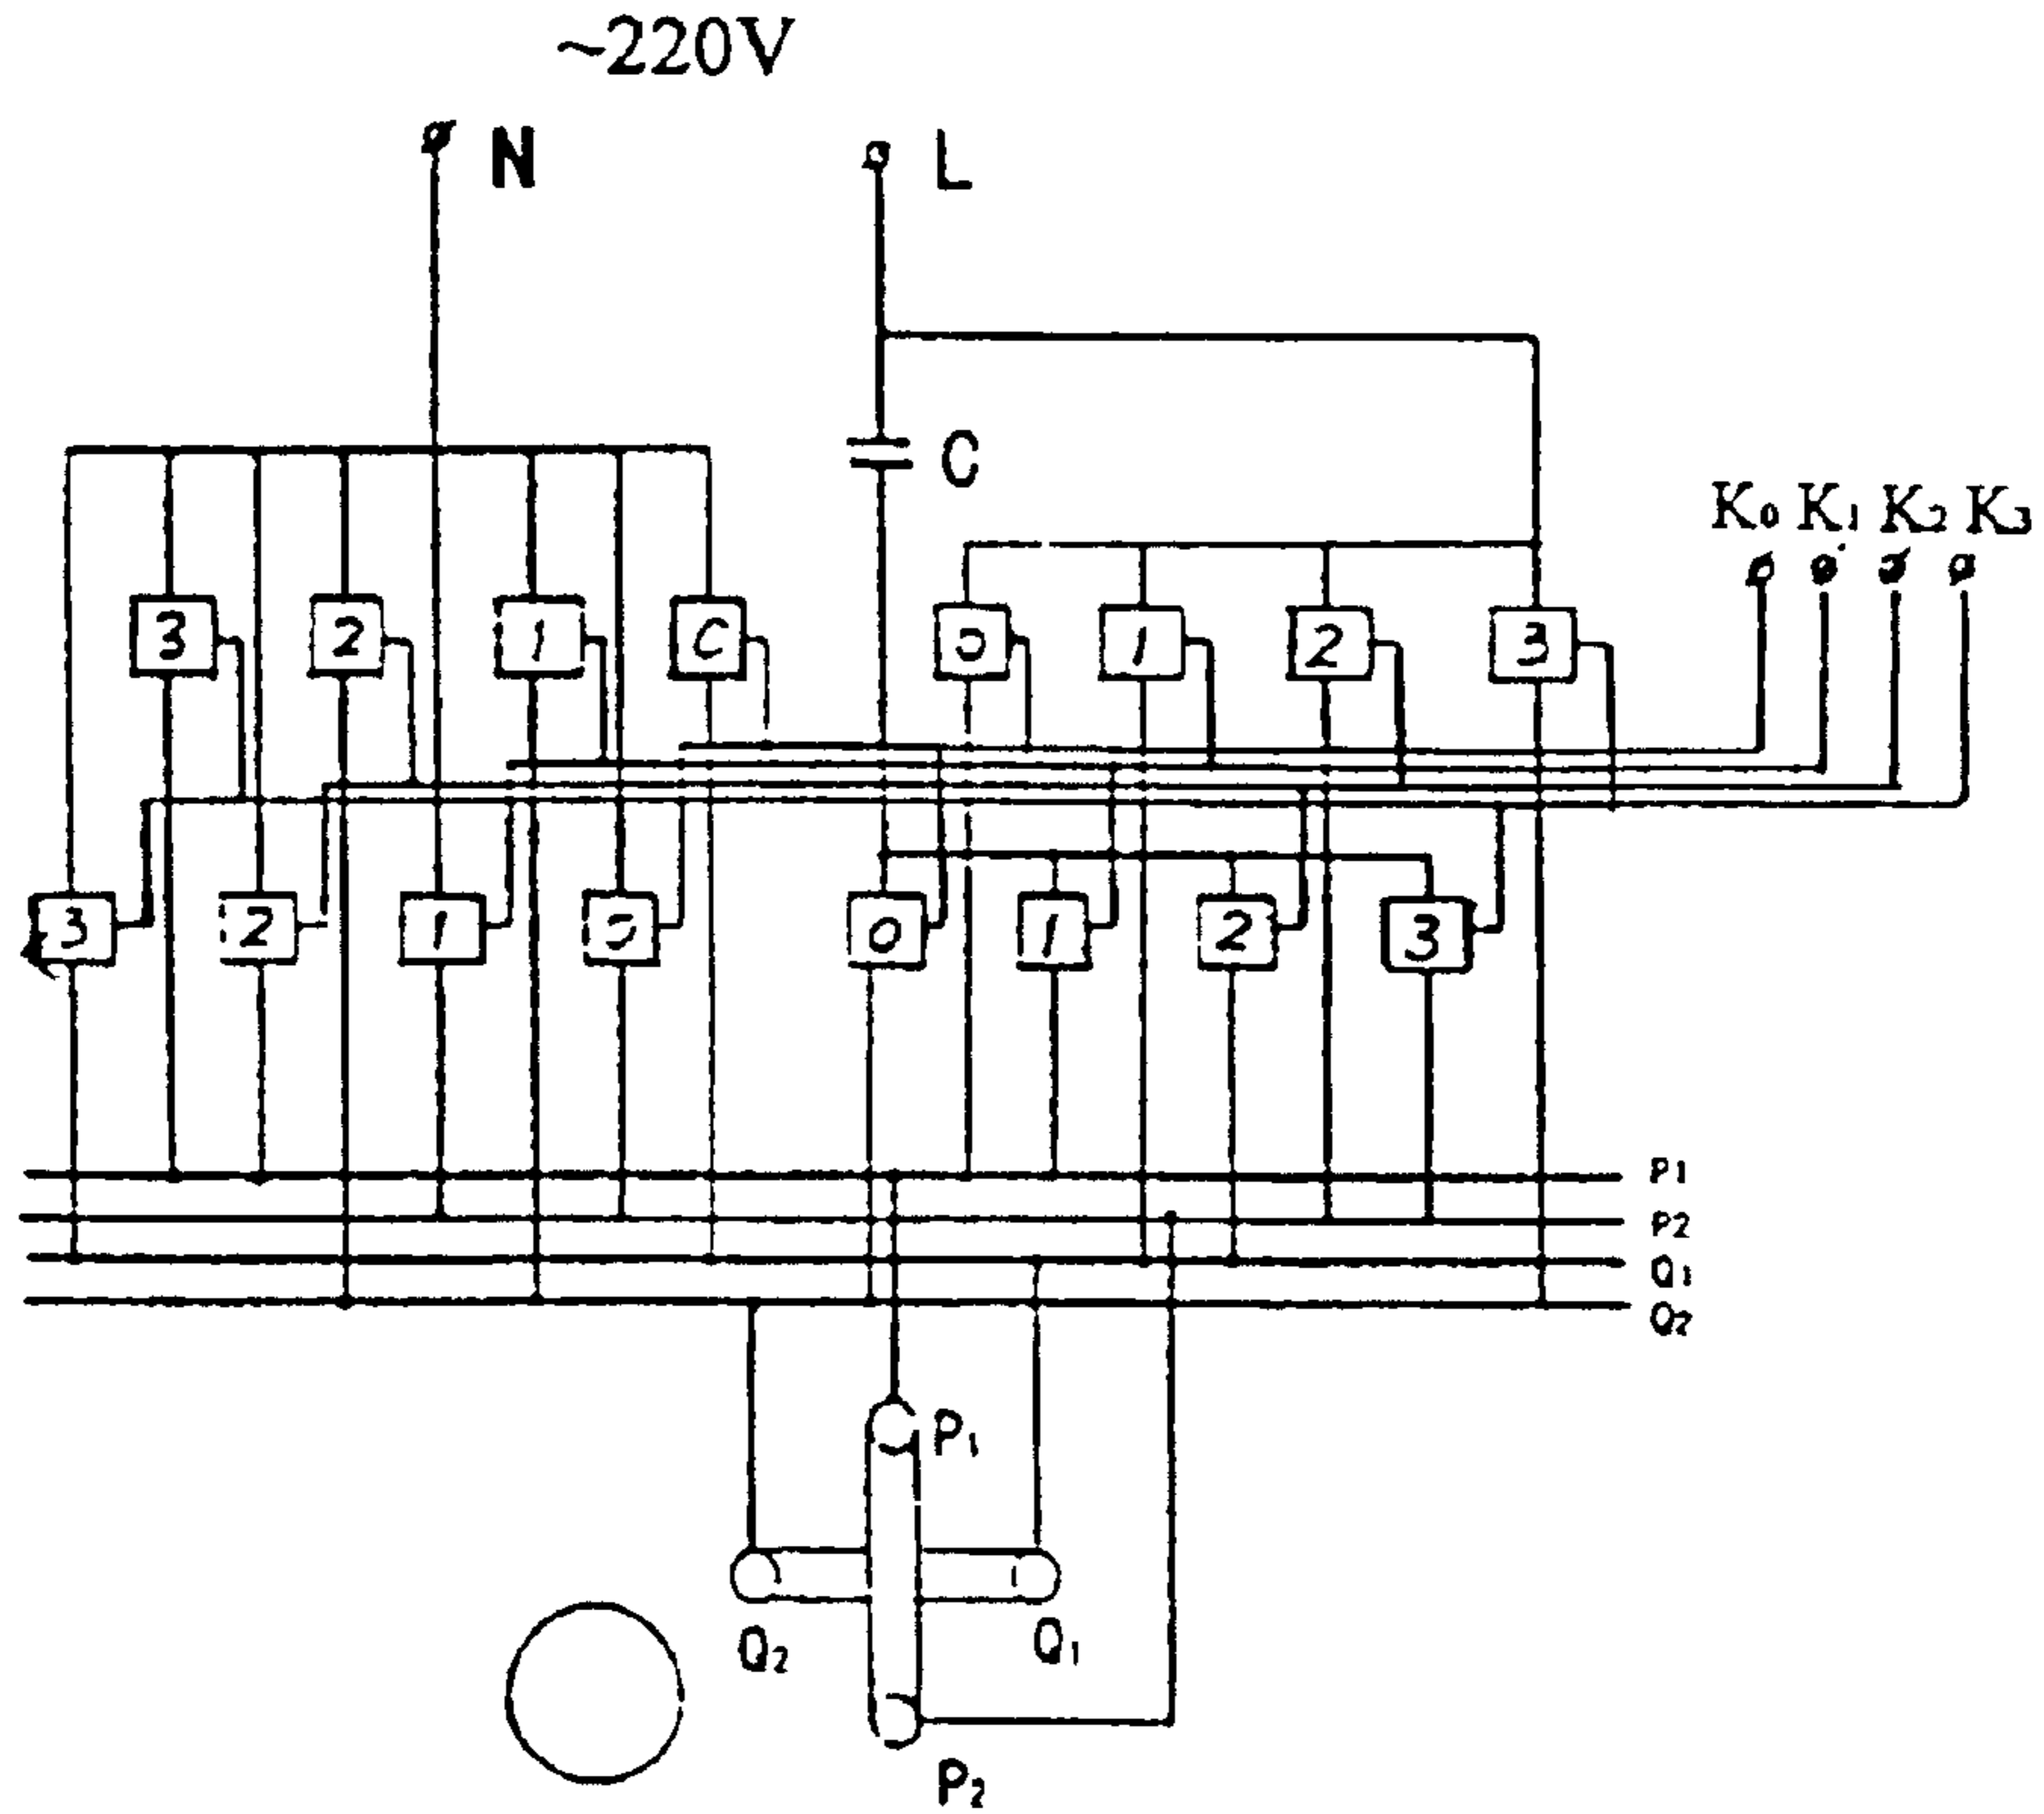 ~220V
N L
C
K₀ K₁ K₂ K₃
3 2 1 C 0 1 2 3
3 2 1 0 0 1 2 3
P1
P2
Q1
Q2
P₁
Q₂ Q₁
P₂